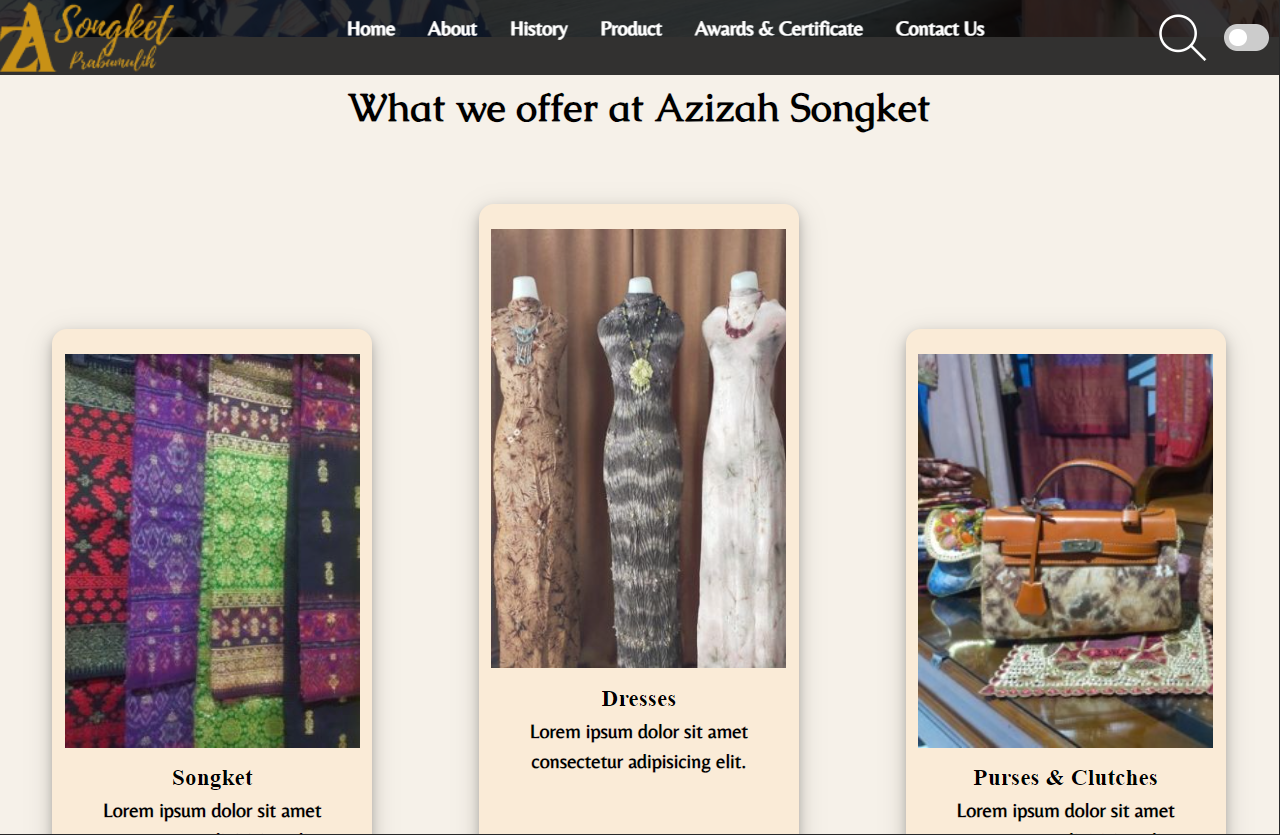 Songket
Prabumulih
Home About History Product Awards & Certificate Contact Us
What we offer at Azizah Songket
Dresses
Lorem ipsum dolor sit amet
consectetur adipisicing elit.
Songket
Lorem ipsum dolor sit amet
Purses & Clutches
Lorem ipsum dolor sit amet